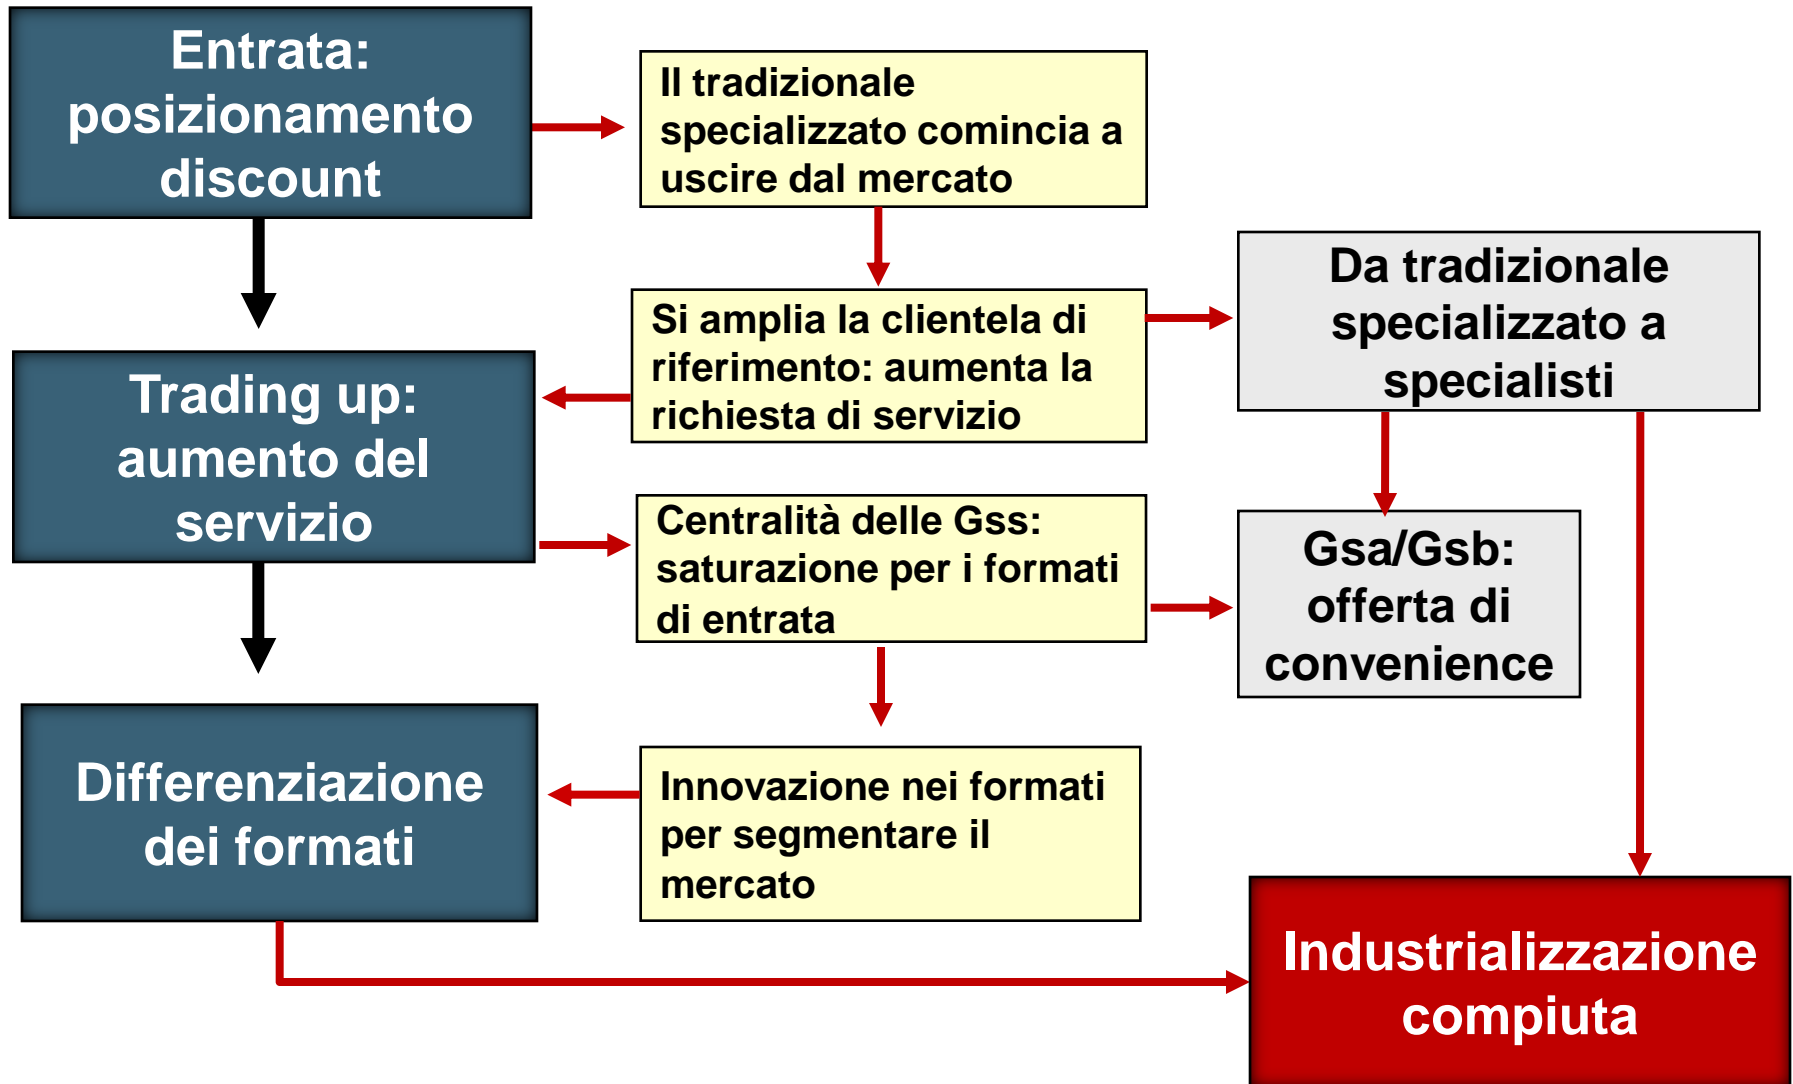 Entrata:
posizionamento
discount
Il tradizionale
specializzato comincia a
uscire dal mercato
Si amplia la clientela di
riferimento: aumenta la
richiesta di servizio
Da tradizionale
specializzato a
specialisti
Trading up:
aumento del
servizio
Centralità delle Gss:
saturazione per i formati
di entrata
Gsa/Gsb:
offerta di
convenience
Differenziazione
dei formati
Innovazione nei formati
per segmentare il
mercato
Industrializzazione
compiuta